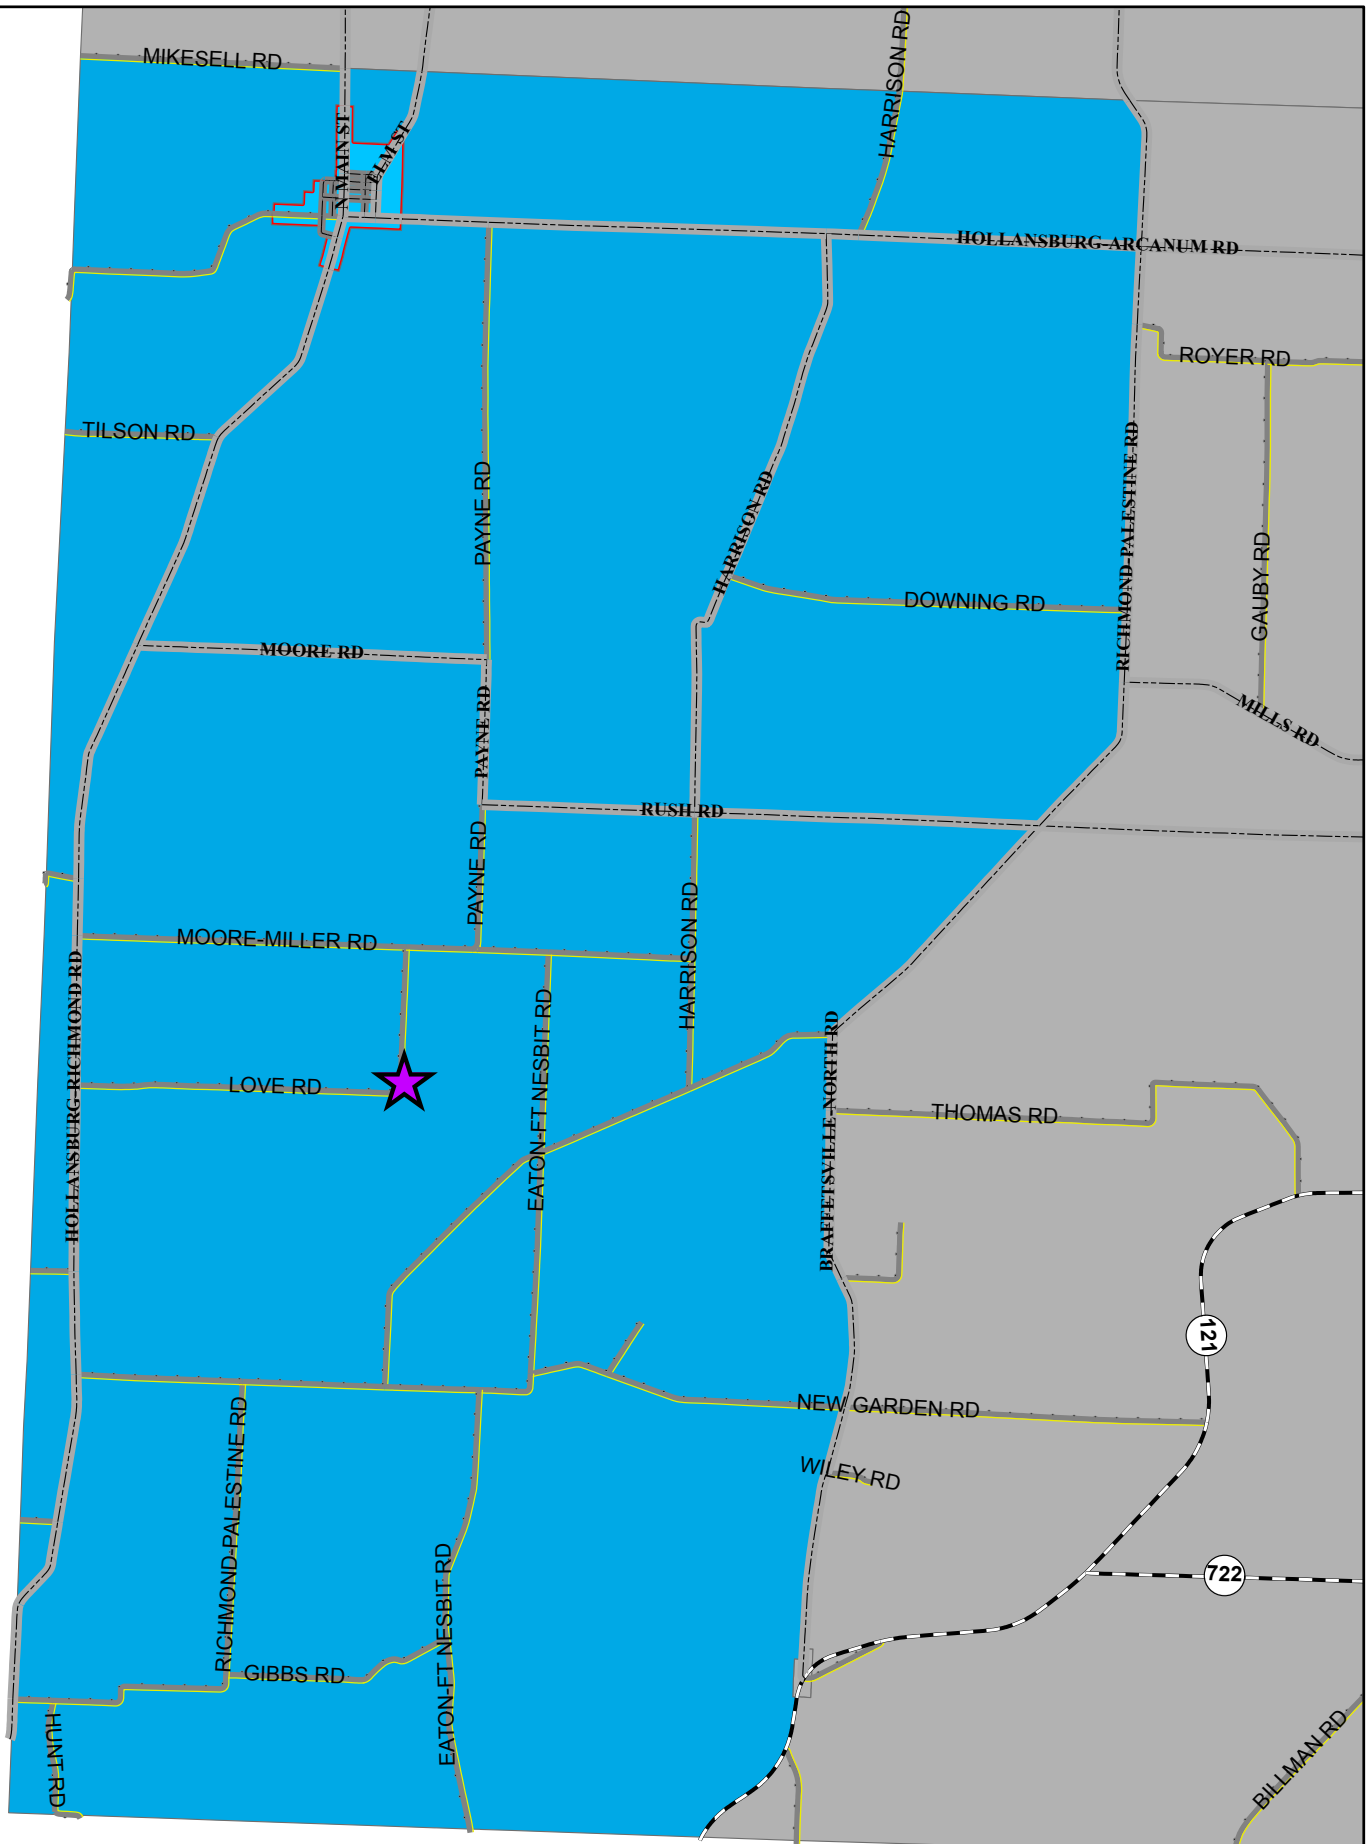 MIKESELL RD
HARRISON RD
N MAIN ST
ELM ST
HOLLANSBURG-ARCANUM RD
ROYER RD
TILSON RD
PAYNE RD
HARRISON RD
RICHMOND-PALESTINE RD
GAUBY RD
DOWNING RD
MOORE RD
PAYNE RD
MILLS RD
RUSH RD
PAYNE RD
HARRISON RD
MOORE-MILLER RD
HOLLANSBURG-RICHMOND RD
EATON-FT NESBIT RD
LOVE RD
BRAFFETSVILLE-NORTH RD
THOMAS RD
121
NEW GARDEN RD
RICHMOND-PALESTINE RD
WILEY RD
722
EATON-FT NESBIT RD
GIBBS RD
HUNT RD
BILLMAN RD